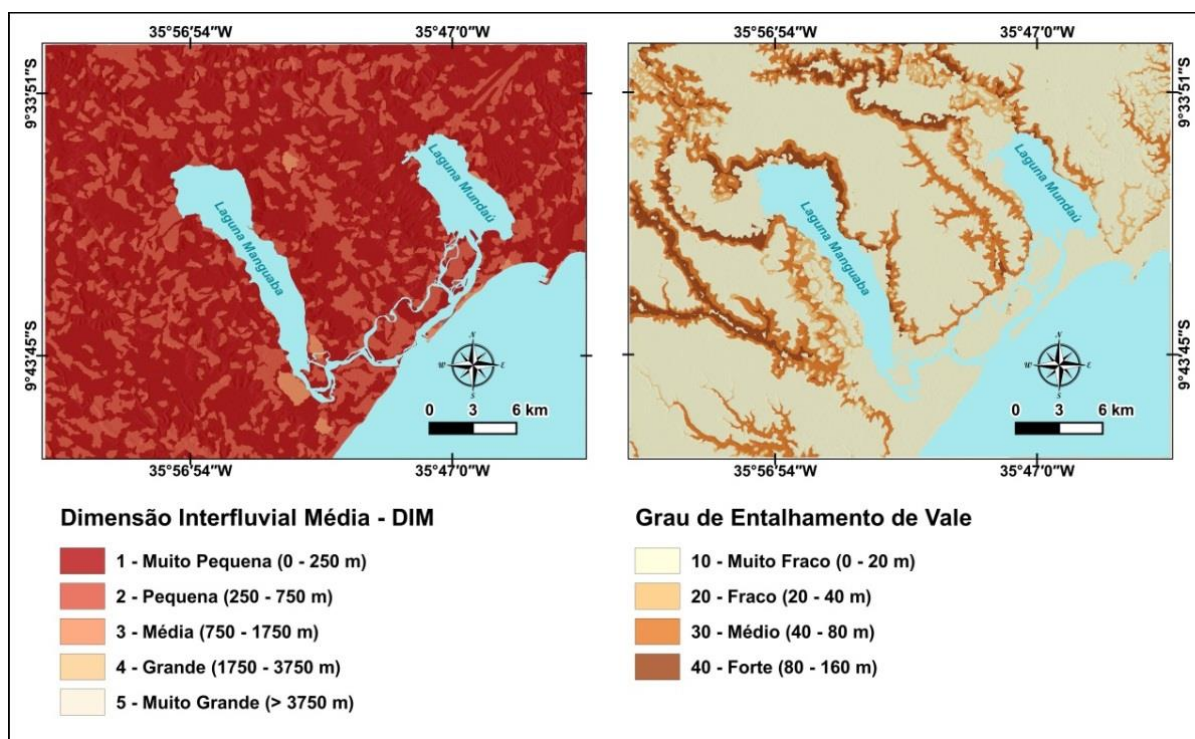 35°56'54"W
35°47'0"W
9°33'51"S
9°43'45"S
Laguna Manguaba
Laguna Mundaú
N
W
E
S
0 3 6 km
35°56'54"W
35°47'0"W
35°56'54"W
35°47'0"W
9°33'51"S
9°43'45"S
Laguna Manguaba
Laguna Mundaú
N
W
E
S
0 3 6 km
35°56'54"W
35°47'0"W
Dimensão Interfluvial Média - DIM
1 - Muito Pequena (0 - 250 m)
2 - Pequena (250 - 750 m)
3 - Média (750 - 1750 m)
4 - Grande (1750 - 3750 m)
5 - Muito Grande (> 3750 m)
Grau de Entalhamento de Vale
10 - Muito Fraco (0 - 20 m)
20 - Fraco (20 - 40 m)
30 - Médio (40 - 80 m)
40 - Forte (80 - 160 m)